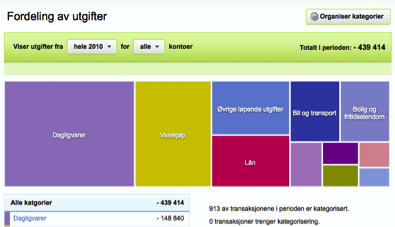 Fordeling av utgifter
Organiser kategorier
Viser utgifter fra hele 2010 for alle kontoer
Totalt i perioden: - 439 414
Dagligvarer
Varekjøp
Øvrige løpende utgifter
Lån
Bil og transport
Bolig og
fritidseiendom
Alle katgorier - 439 414
Dagligvarer - 148 840
913 av transaksjonene i perioden er kategorisert.
0 transaksjoner trenger kategorisering.